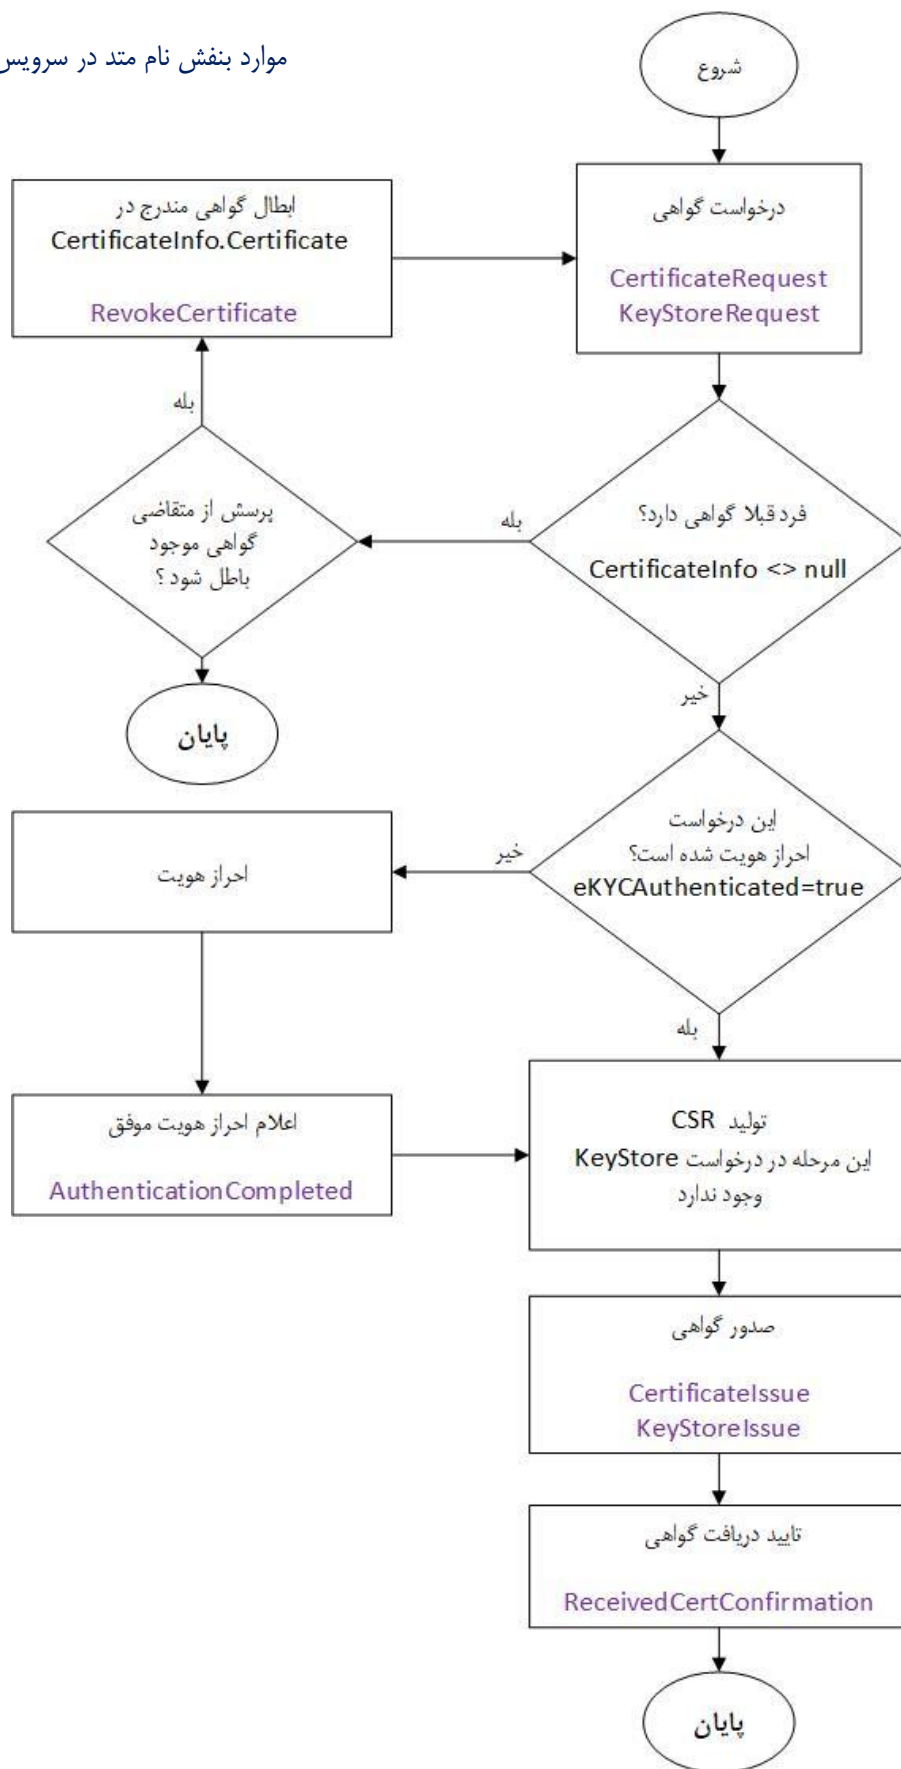 موارد بنفش نام متد در سرویس
شروع
درخواست گواهی
CertificateRequest
KeyStoreRequest
ابطال گواهی مندرج در
CertificateInfo.Certificate
RevokeCertificate
بله
فرد قبلا گواهی دارد؟
CertificateInfo <> null
بله
پرسش از متقاضی
گواهی موجود
باطل شود ؟
پایان
خیر
این درخواست
احراز هویت شده است؟
eKYCAuthenticated=true
خیر
احراز هویت
اعلام احراز هویت موفق
AuthenticationCompleted
بله
تولید CSR
این مرحله در درخواست KeyStore
وجود ندارد
صدور گواهی
CertificateIssue
KeyStoreIssue
تایید دریافت گواهی
ReceivedCertConfirmation
پایان